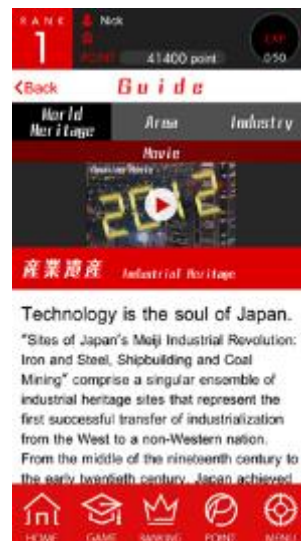 RANK
1
Nick
POINT 41400 point
EXP
0:50
Back
Guide
World Heritage
Area
Industry
Movie
2012
産業遺産 Industrial Heritage
Technology is the soul of Japan.
"Sites of Japan's Meiji Industrial Revolution:
Iron and Steel, Shipbuilding and Coal
Mining" comprise a singular ensemble of
industrial heritage sites that represent the
first successful transfer of industrialization
from the West to a non-Western nation.
From the middle of the nineteenth century to
the early twentieth century, Japan achieved
HOME GAME RANKING POINT MENU